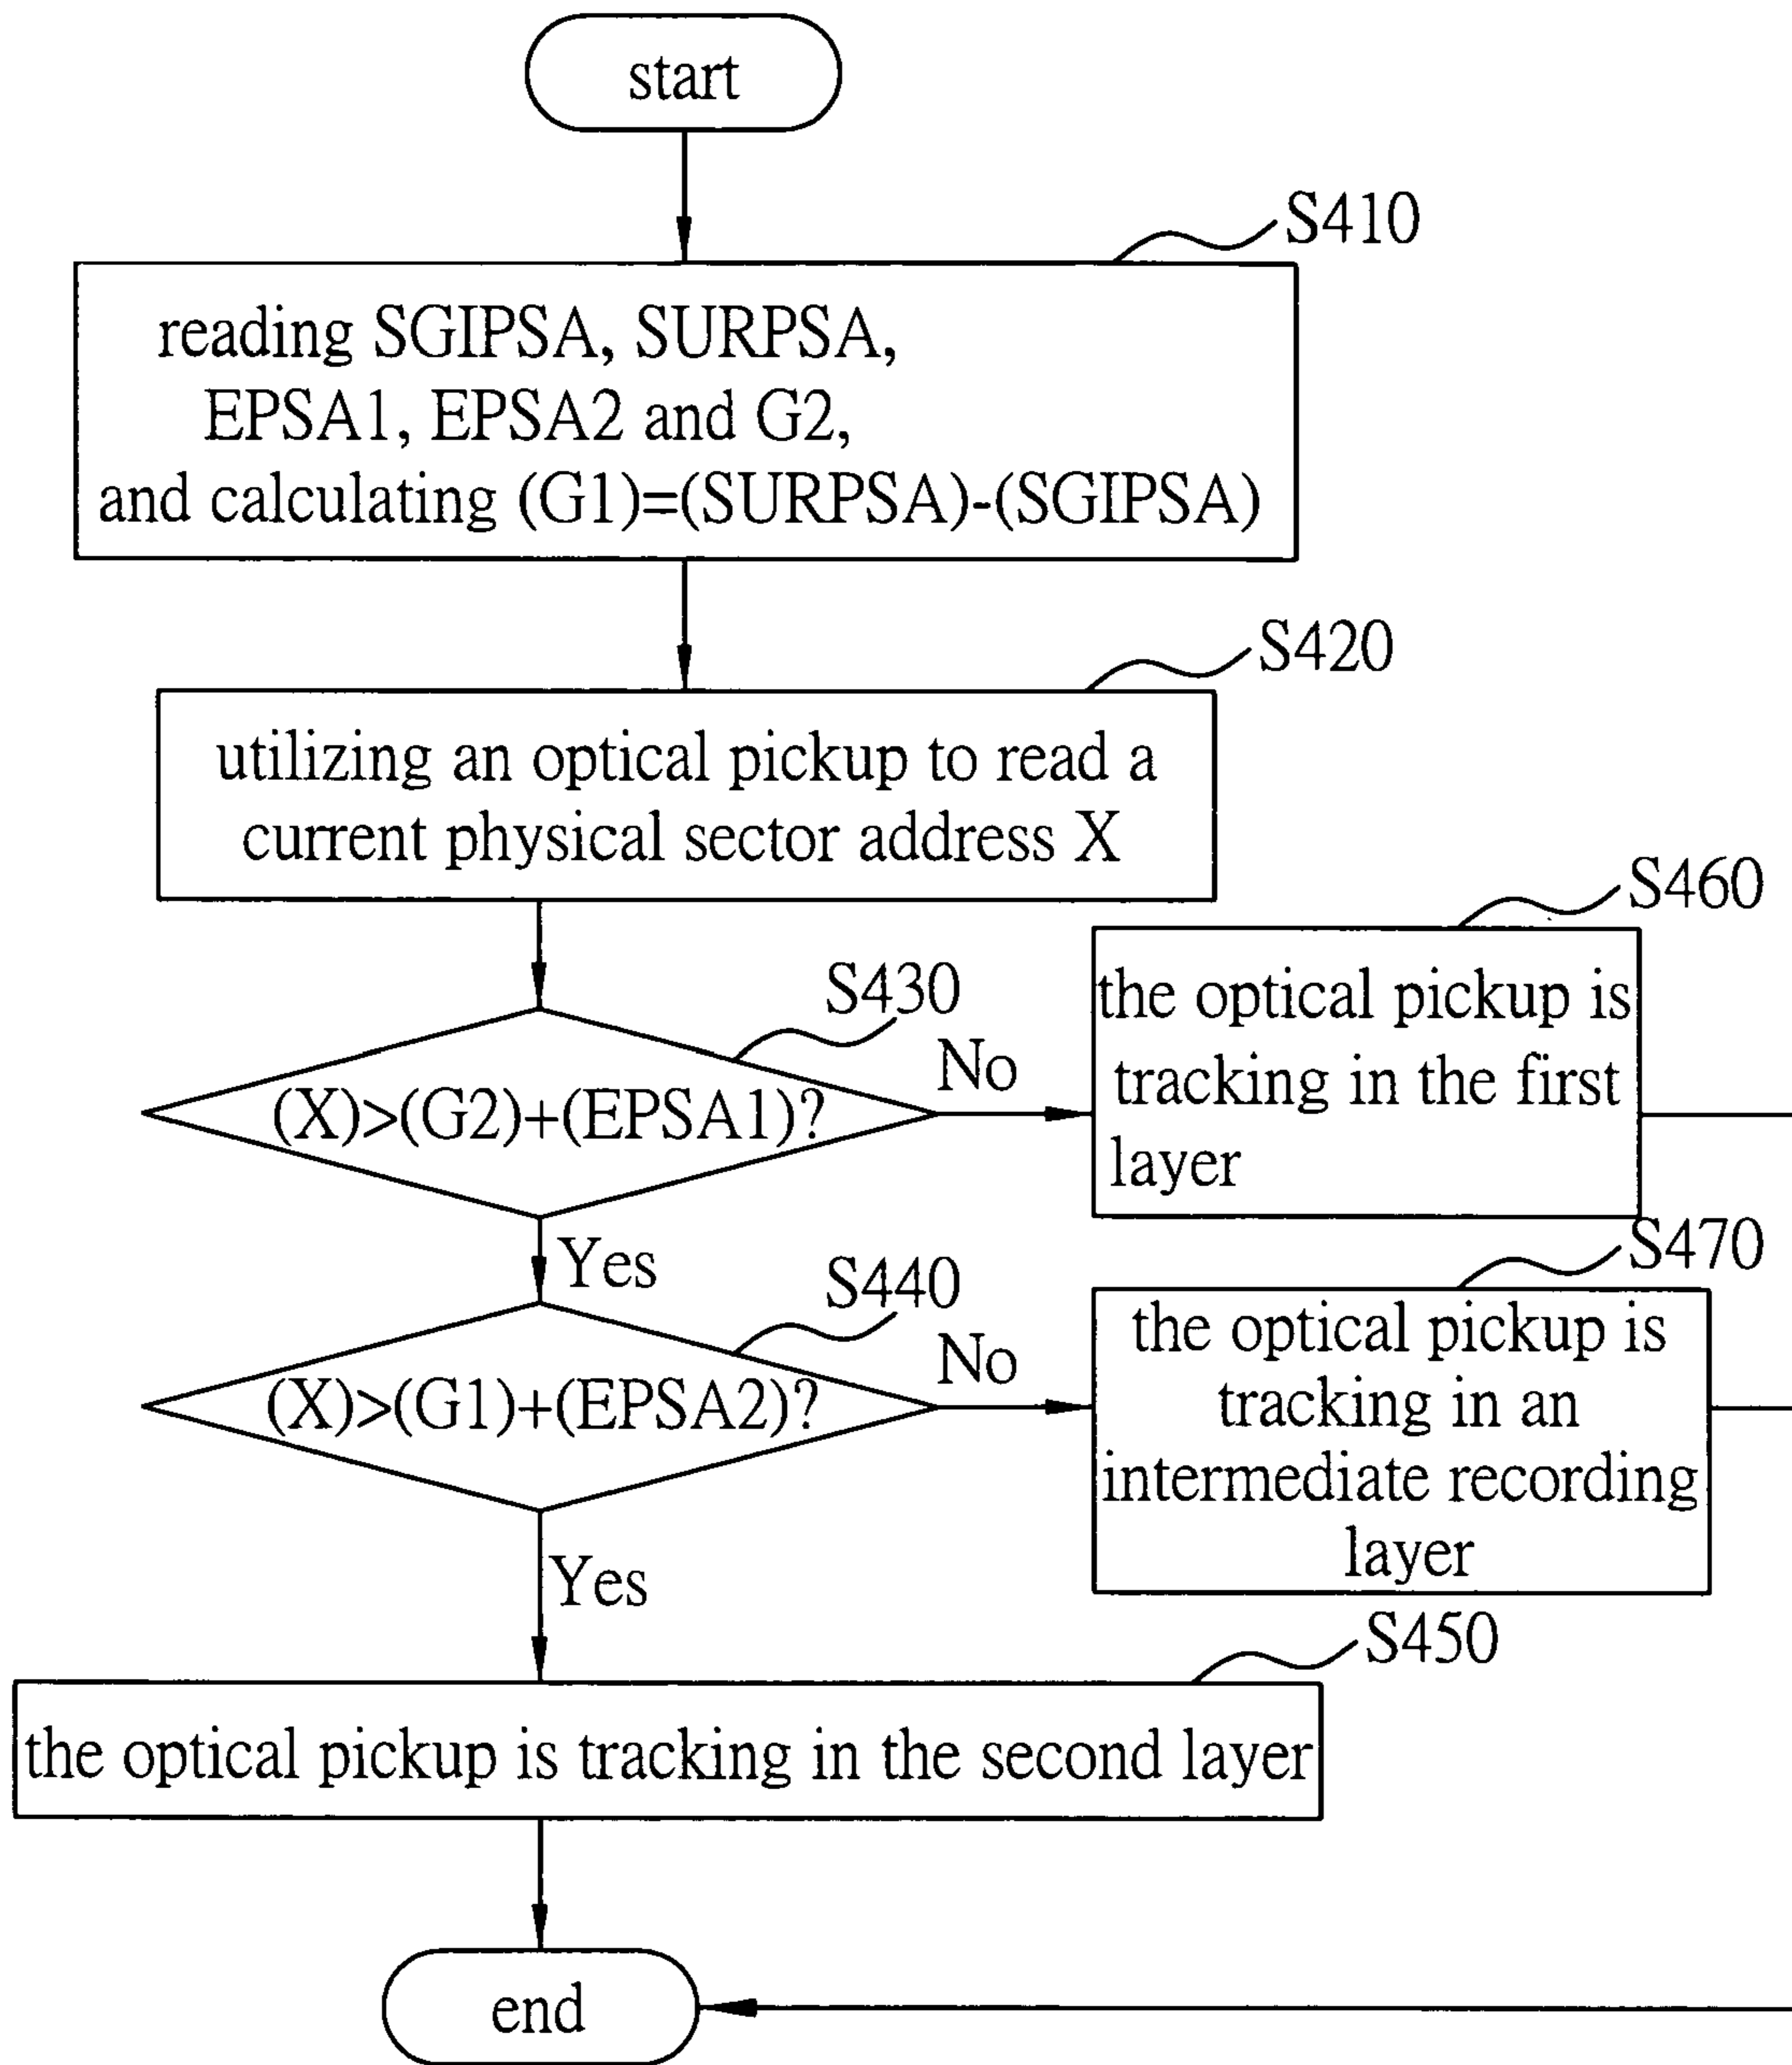 start
S410
reading SGIPSA, SURPSA,
EPSA1, EPSA2 and G2,
and calculating (G1)=(SURPSA)-(SGIPSA)
S420
utilizing an optical pickup to read a
current physical sector address X
S460
the optical pickup is
tracking in the first
layer
S430
No
(X)>(G2)+(EPSA1)?
Yes
S470
the optical pickup is
tracking in an
intermediate recording
layer
S440
No
(X)>(G1)+(EPSA2)?
Yes
S450
the optical pickup is tracking in the second layer
end